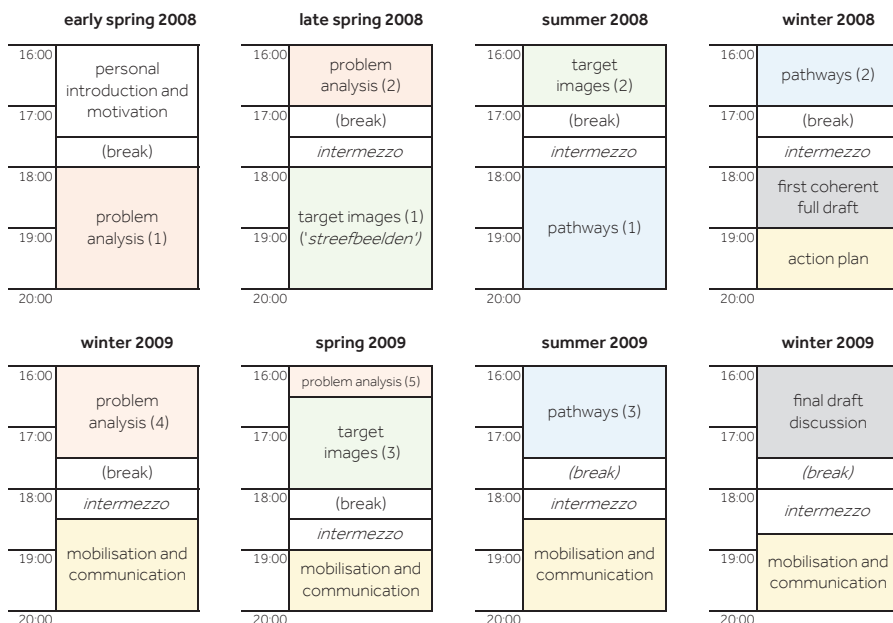 early spring 2008
16:00
personal
introduction and
motivation
17:00
(break)
18:00
problem
analysis (1)
19:00
20:00
late spring 2008
16:00
problem
analysis (2)
17:00
(break)
intermezzo
18:00
target images (1)
('streefbeelden')
19:00
20:00
summer 2008
16:00
target
images (2)
17:00
(break)
intermezzo
18:00
pathways (1)
19:00
20:00
winter 2008
16:00
pathways (2)
17:00
(break)
intermezzo
18:00
first coherent
full draft
19:00
action plan
20:00
winter 2009
16:00
problem
analysis (4)
17:00
(break)
18:00
intermezzo
19:00
mobilisation and
communication
20:00
spring 2009
16:00
problem analysis (5)
target
images (3)
17:00
18:00
(break)
intermezzo
19:00
mobilisation and
communication
20:00
summer 2009
16:00
pathways (3)
17:00
(break)
18:00
intermezzo
19:00
mobilisation and
communication
20:00
winter 2009
16:00
final draft
discussion
17:00
(break)
18:00
intermezzo
19:00
mobilisation and
communication
20:00